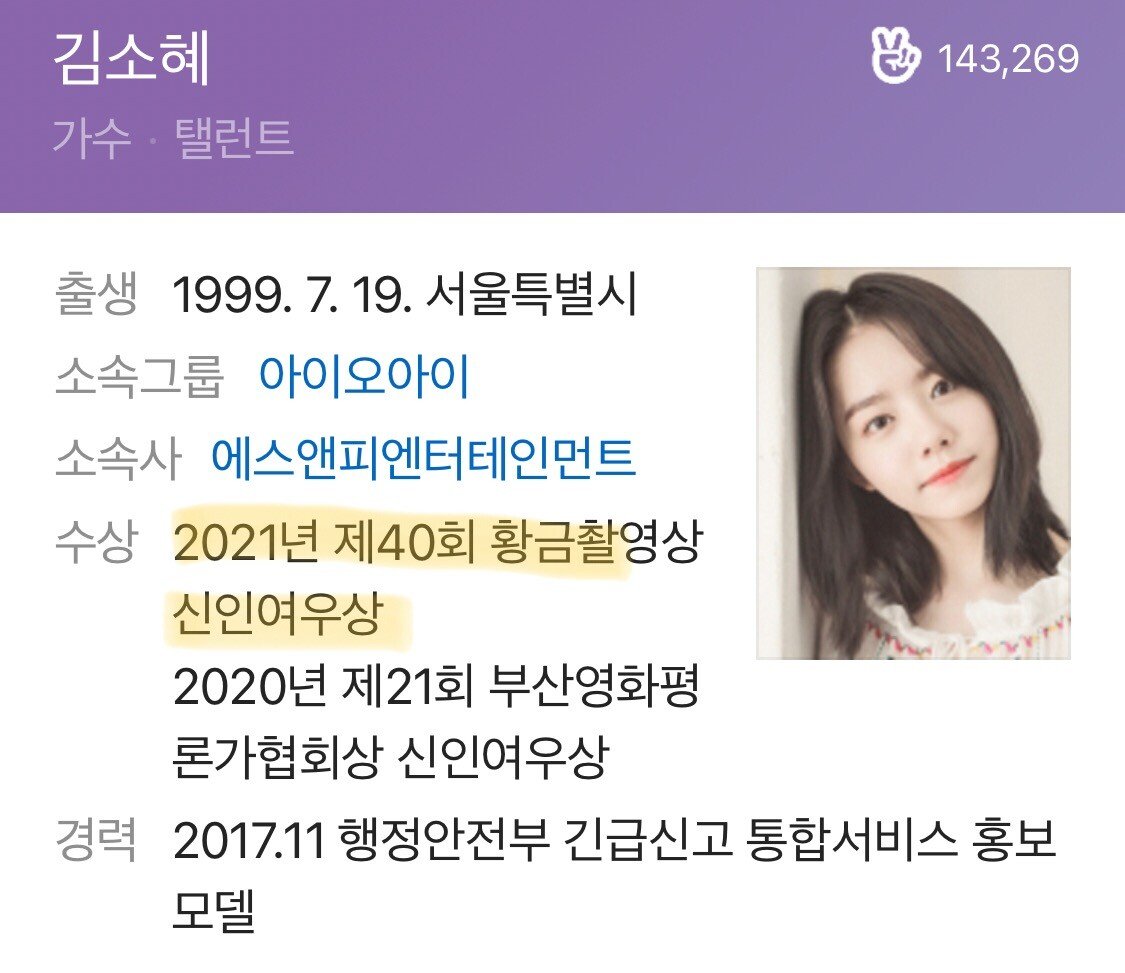 김소혜
143,269
가수 · 탤런트
출생 1999. 7. 19. 서울특별시
소속그룹 아이오아이
소속사 에스앤피엔터테인먼트
수상 2021년 제40회 황금촬영상
신인여우상
2020년 제21회 부산영화평
론가협회상 신인여우상
경력 2017.11 행정안전부 긴급신고 통합서비스 홍보
모델